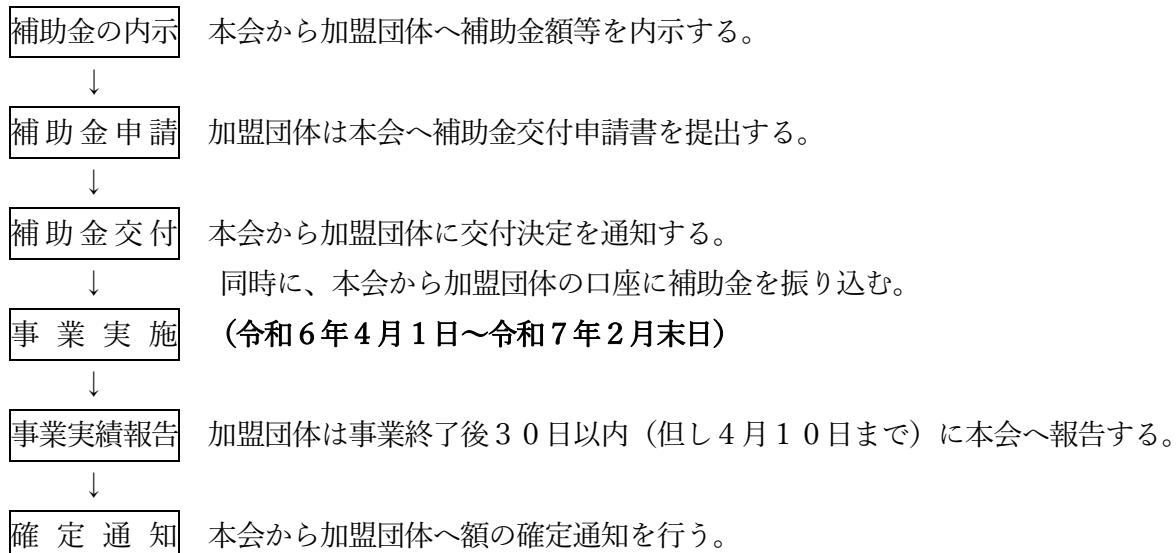 補助金の内示 本会から加盟団体へ補助金額等を内示する。
↓
補助金申請 加盟団体は本会へ補助金交付申請書を提出する。
↓
補助金交付 本会から加盟団体に交付決定を通知する。
↓ 同時に、本会から加盟団体の口座に補助金を振り込む。
事業実施 (令和6年4月1日~令和7年2月末日)
↓
事業実績報告 加盟団体は事業終了後30日以内(但し4月10日まで)に本会へ報告する。
↓
確定通知 本会から加盟団体へ額の確定通知を行う。